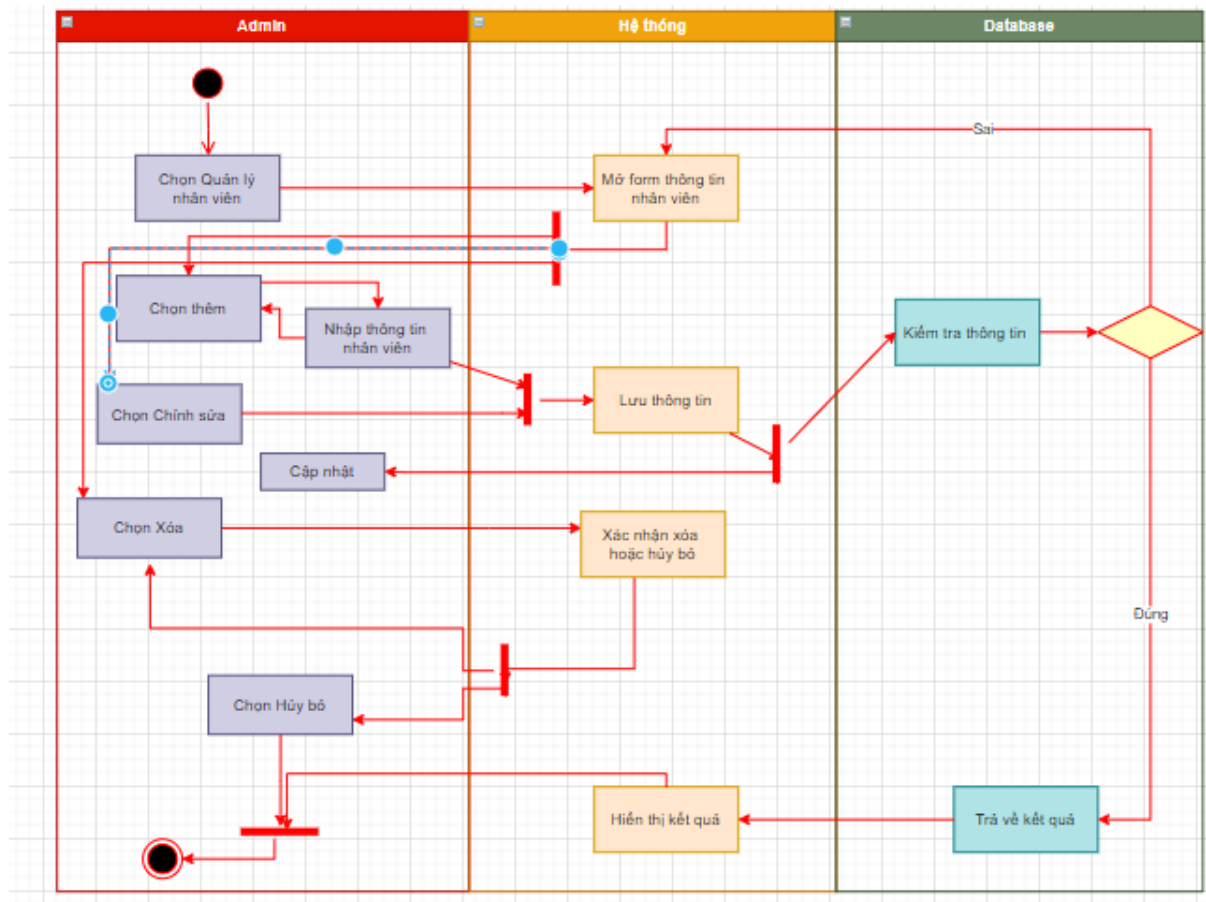 Admin
Hệ thống
Database
Sai
Chọn Quản lý
nhân viên
Mở form thông tin
nhân viên
Chọn thêm
Nhập thông tin
nhân viên
Kiểm tra thông tin
Chọn Chỉnh sửa
Lưu thông tin
Cập nhật
Chọn Xóa
Xác nhận xóa
hoặc hủy bỏ
Đúng
Chọn Hủy bỏ
Hiển thị kết quả
Trả về kết quả